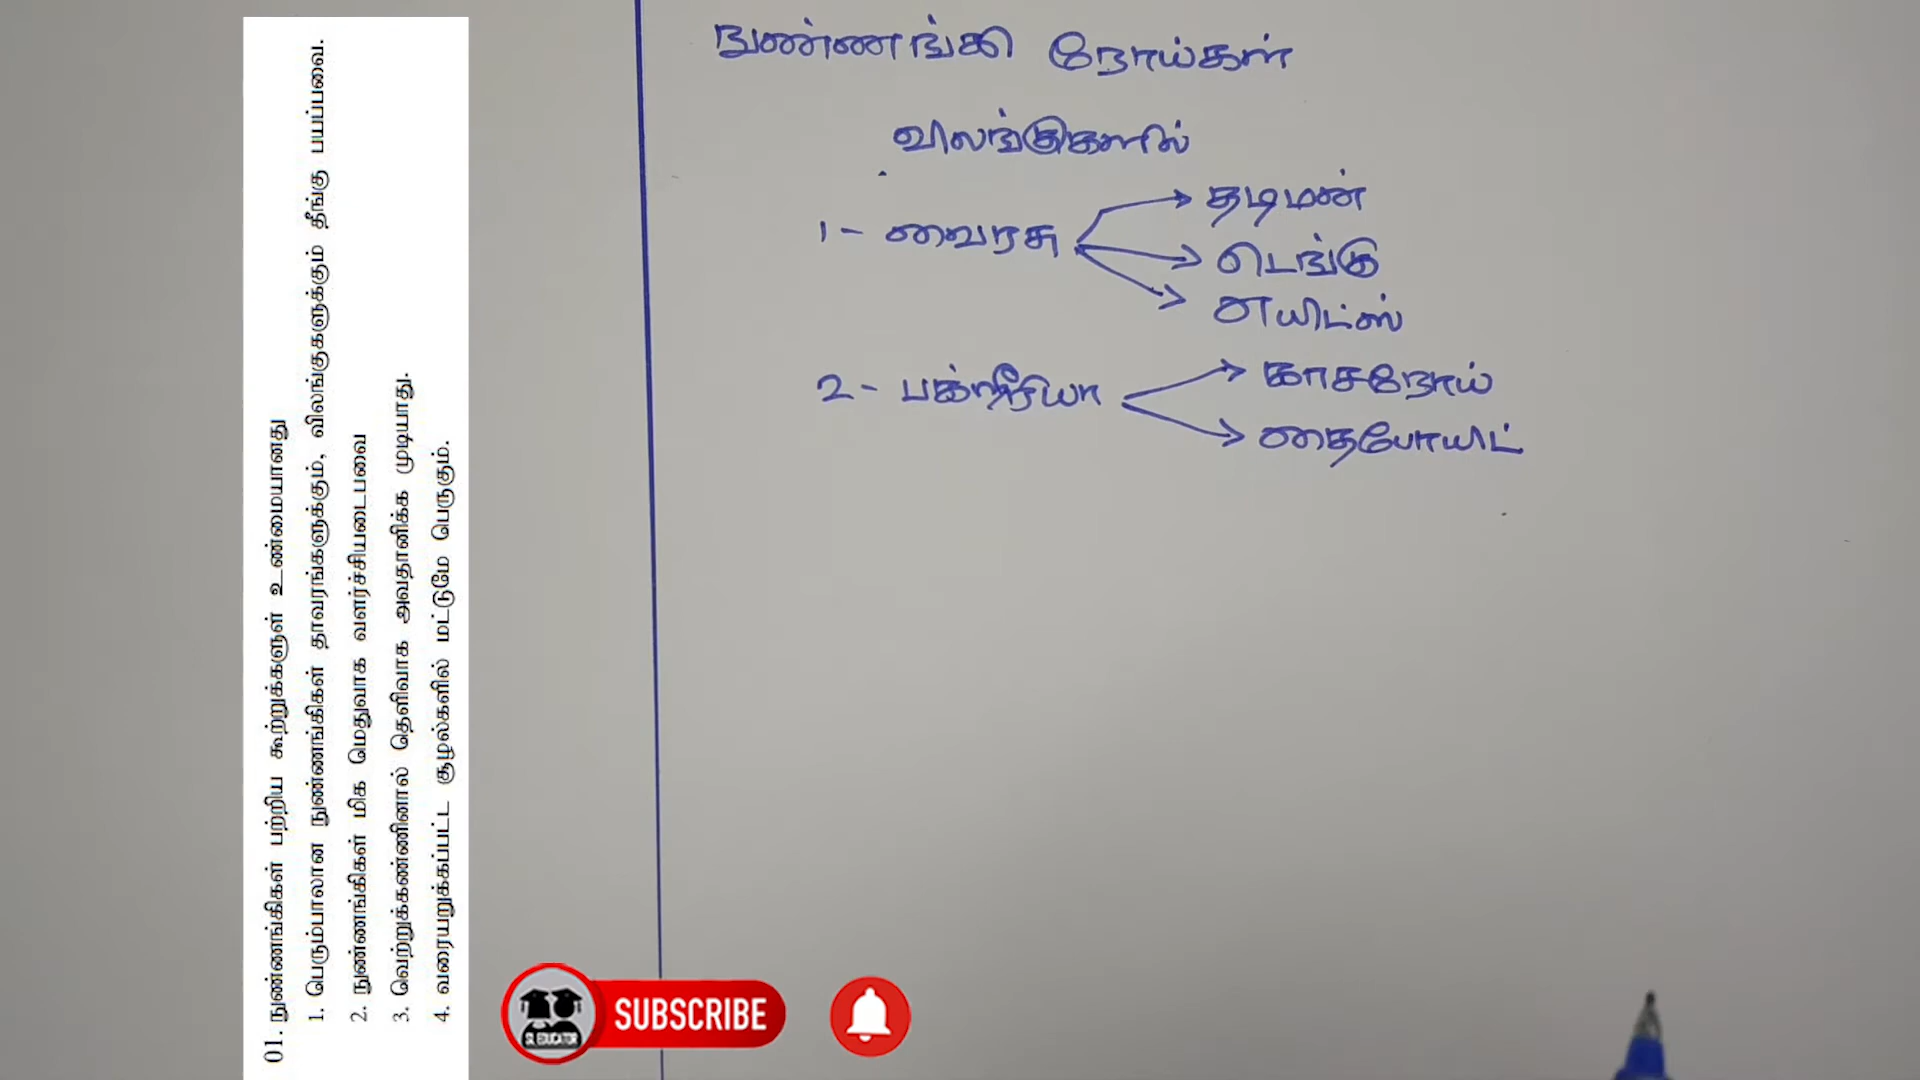 01. நுண்ணங்கிகள் பற்றிய கூற்றுக்களுள் உண்மையானது
1. பெரும்பாலான நுண்ணங்கிகள் தாவரங்களுக்கும், விலங்குகளுக்கும் தீங்கு பயப்பவை.
2. நுண்ணங்கிகள் மிக மெதுவாக வளர்ச்சியடைபவை
3. வெற்றுக்கண்ணினால் தெளிவாக அவதானிக்க முடியாது.
4. வரையறுக்கப்பட்ட சூழல்களில் மட்டுமே பெருகும்.
நுண்ணங்கி நோய்கள்
விலங்குகளில்
1 - வைரசு
தடிமன்
டெங்கு
எயிட்ஸ்
2 - பக்றீரியா
காசநோய்
தைபோயிட்
SL EDUCATOR
SUBSCRIBE